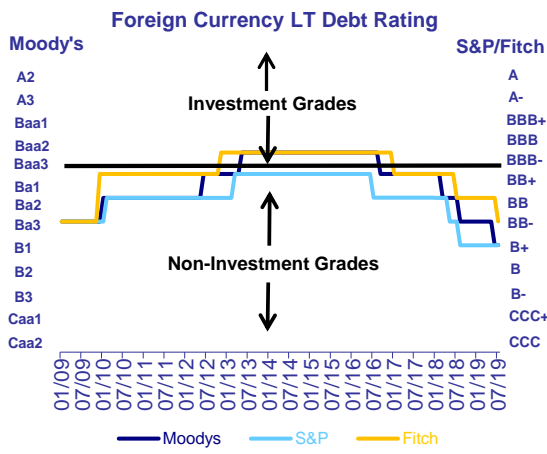 Foreign Currency LT Debt Rating
Moody's
S&P/Fitch
A2
A
A3
A-
Investment Grades
Baa1
BBB+
Baa2
BBB
Baa3
BBB-
Ba1
BB+
Ba2
BB
Ba3
BB-
B1
B+
Non-Investment Grades
B2
B
B3
B-
Caa1
CCC+
Caa2
CCC
01/09
07/09
01/10
07/10
01/11
07/11
01/12
07/12
01/13
07/13
01/14
07/14
01/15
07/15
01/16
07/16
01/17
07/17
01/18
07/18
01/19
07/19
Moodys
S&P
Fitch